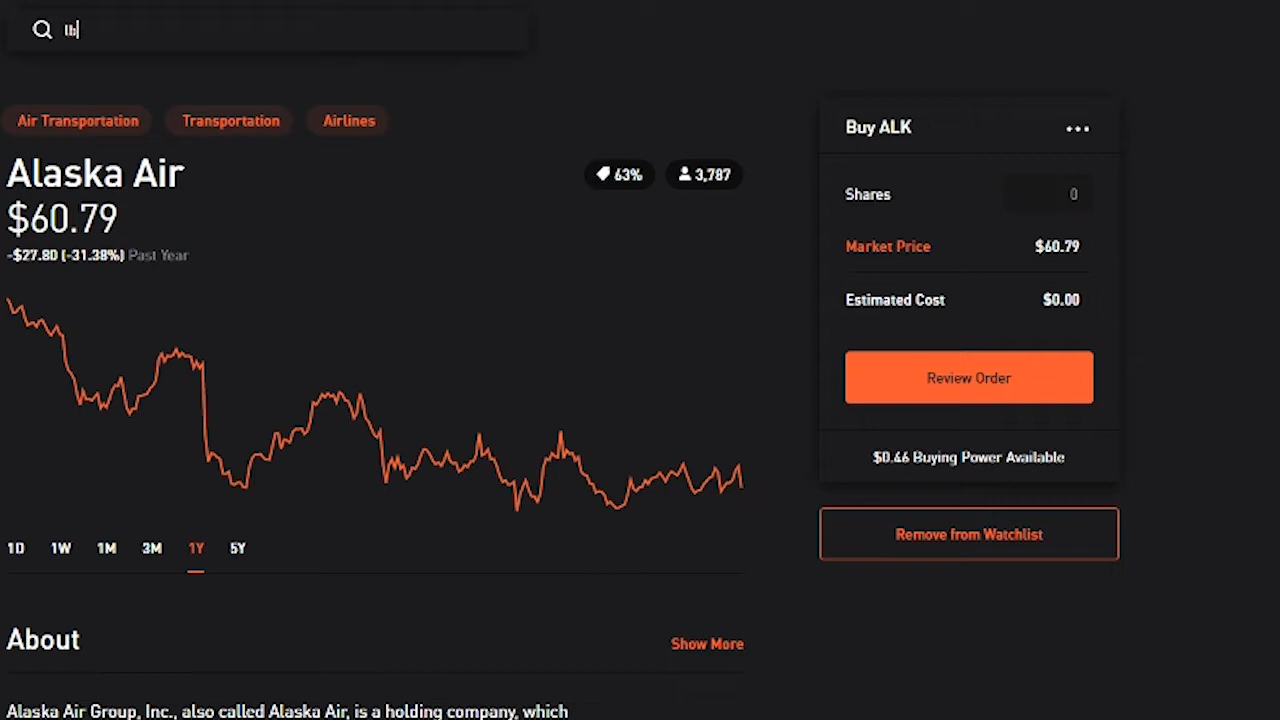 lb
Air Transportation Transportation Airlines
Alaska Air
63% 3,787
$60.79
-$27.80 (-31.38%) Past Year
1D 1W 1M 3M 1Y 5Y
About
Show More
Alaska Air Group, Inc., also called Alaska Air, is a holding company, which
Buy ALK
Shares 0
Market Price $60.79
Estimated Cost $0.00
Review Order
$0.46 Buying Power Available
Remove from Watchlist